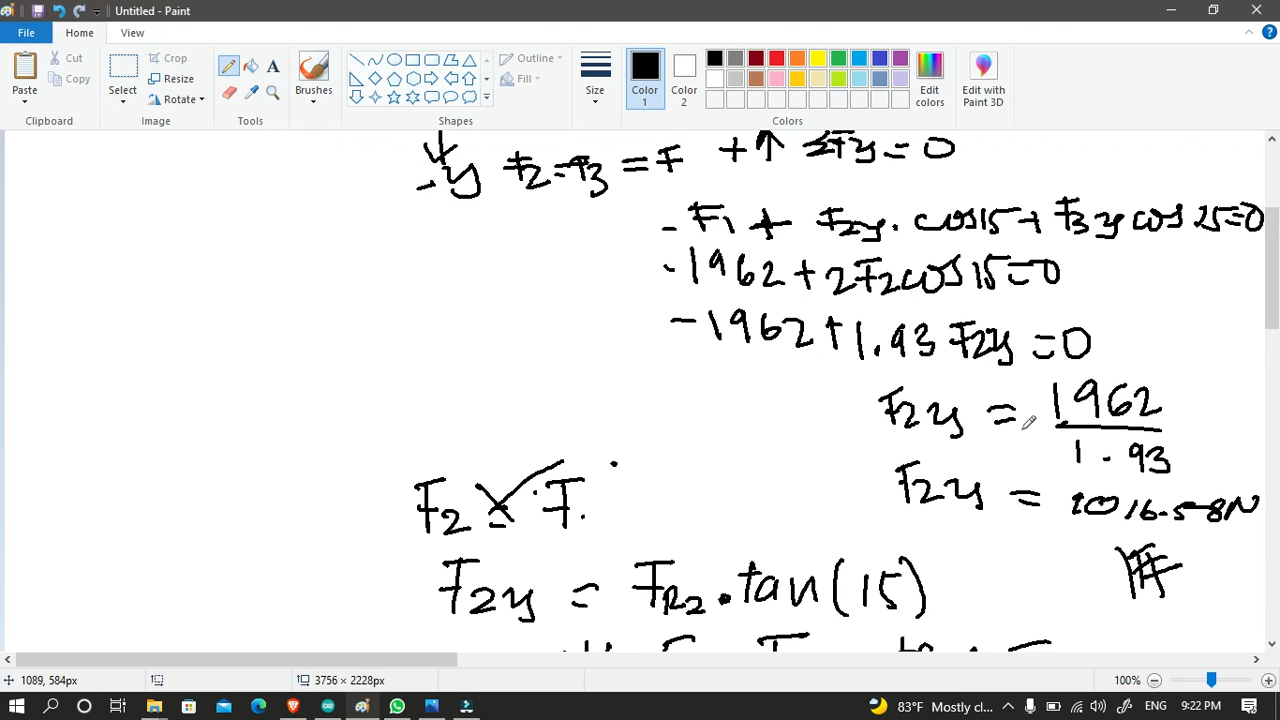 Untitled - Paint
File Home View
Paste Cut Copy Clipboard
Select Crop Resize Rotate Image
Tools
Brushes
Shapes Outline Fill
Size
Color 1 Color 2 Colors
Edit colors
Edit with Paint 3D
-y F2=F3 = F +↑ ΣFy=0
- F1 + F2y. cos15+F3y cos 25=0
-1962+2F2cos15=0
-1962+1.93 F2y=0
F2y = 1962
1.93
F2y = 1016.58N
F2 = F
F2y = FR2.tan(15)
1089, 584px
3756 × 2228px
100%
83°F Mostly cl... ENG 9:22 PM